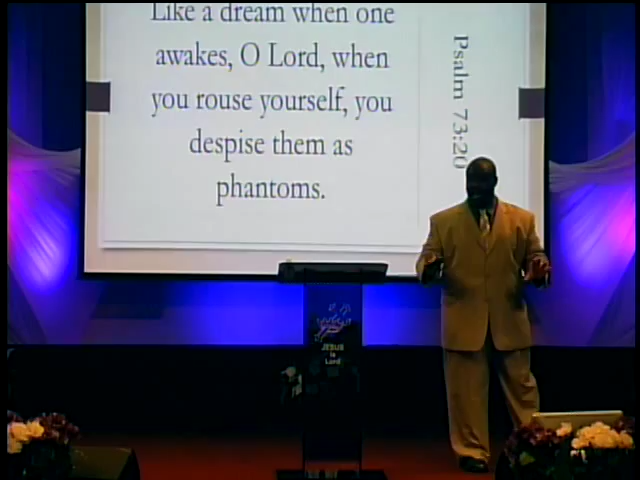 Like a dream when one
awakes, O Lord, when
you rouse yourself, you
despise them as
phantoms.
Psalm 73:20
JESUS
is
Lord